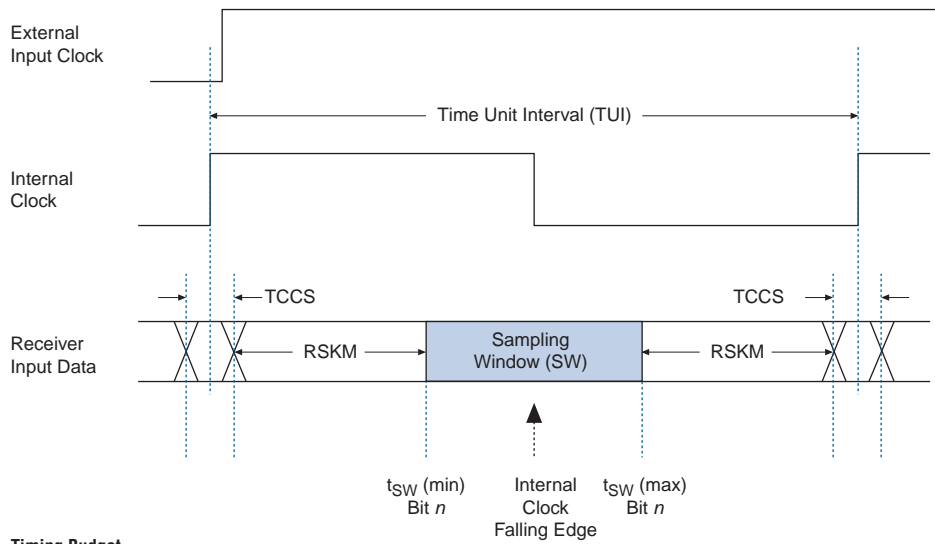 External
Input Clock
Time Unit Interval (TUI)
Internal
Clock
TCCS
TCCS
Receiver
Input Data
RSKM
Sampling
Window (SW)
RSKM
tSW (min)
Bit n
Internal
Clock
Falling Edge
tSW (max)
Bit n
Timing Budget